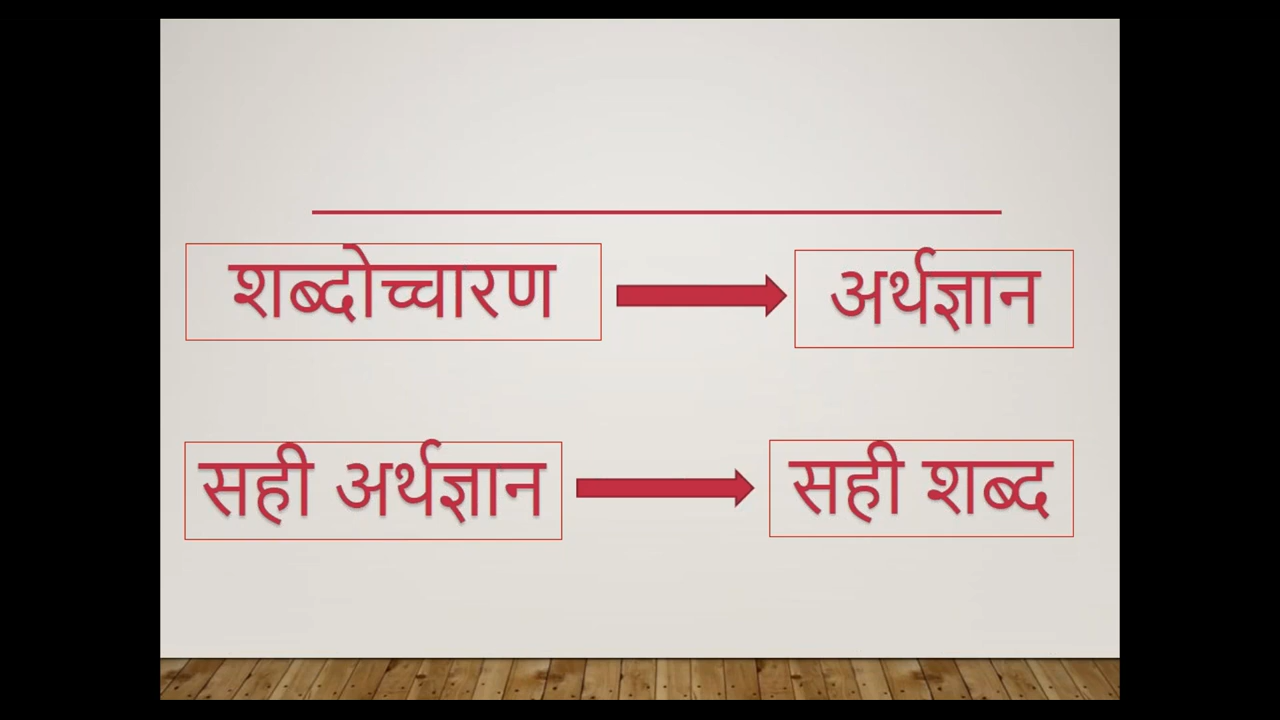 शब्दोच्चारण अर्थज्ञान
सही अर्थज्ञान सही शब्द